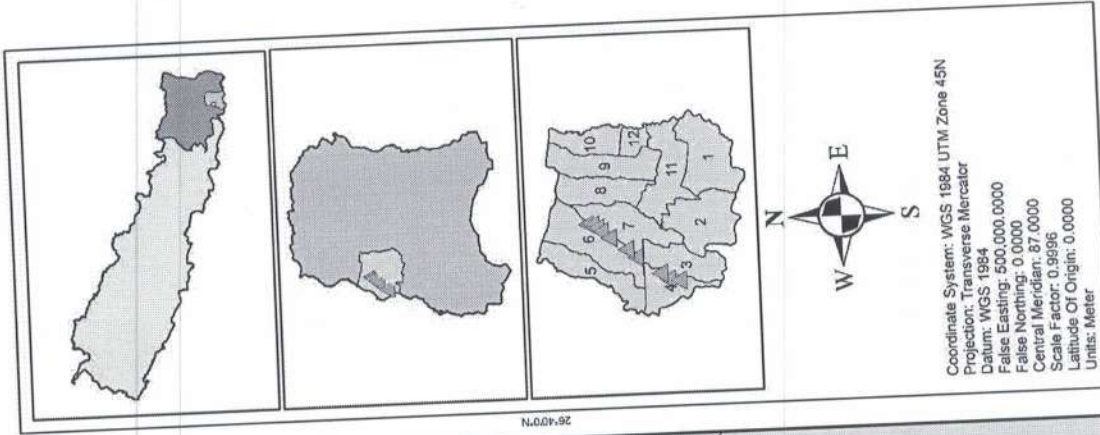 10
12
9
11
1
8
2
7
6
5
3
4
26°40'0"N
N
W
E
S
Coordinate System: WGS 1984 UTM Zone 45N
Projection: Transverse Mercator
Datum: WGS 1984
False Easting: 500,000.0000
False Northing: 0.0000
Central Meridian: 87.0000
Scale Factor: 0.9996
Latitude Of Origin: 0.0000
Units: Meter